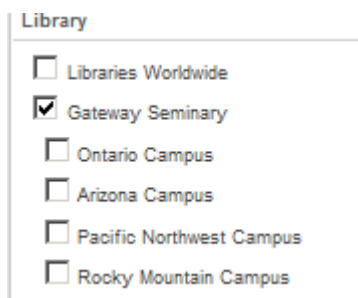 Library
Libraries Worldwide
Gateway Seminary
Ontario Campus
Arizona Campus
Pacific Northwest Campus
Rocky Mountain Campus